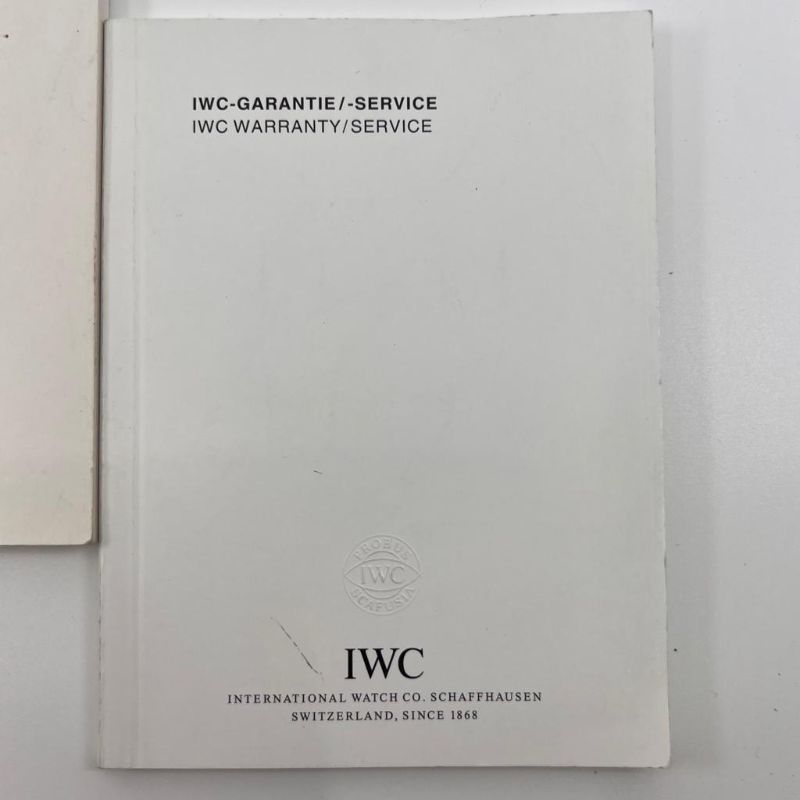 IWC-GARANTIE/-SERVICE
IWC WARRANTY/SERVICE
PROBUS
IWC
SCAFUSIA
IWC
INTERNATIONAL WATCH CO. SCHAFFHAUSEN
SWITZERLAND, SINCE 1868